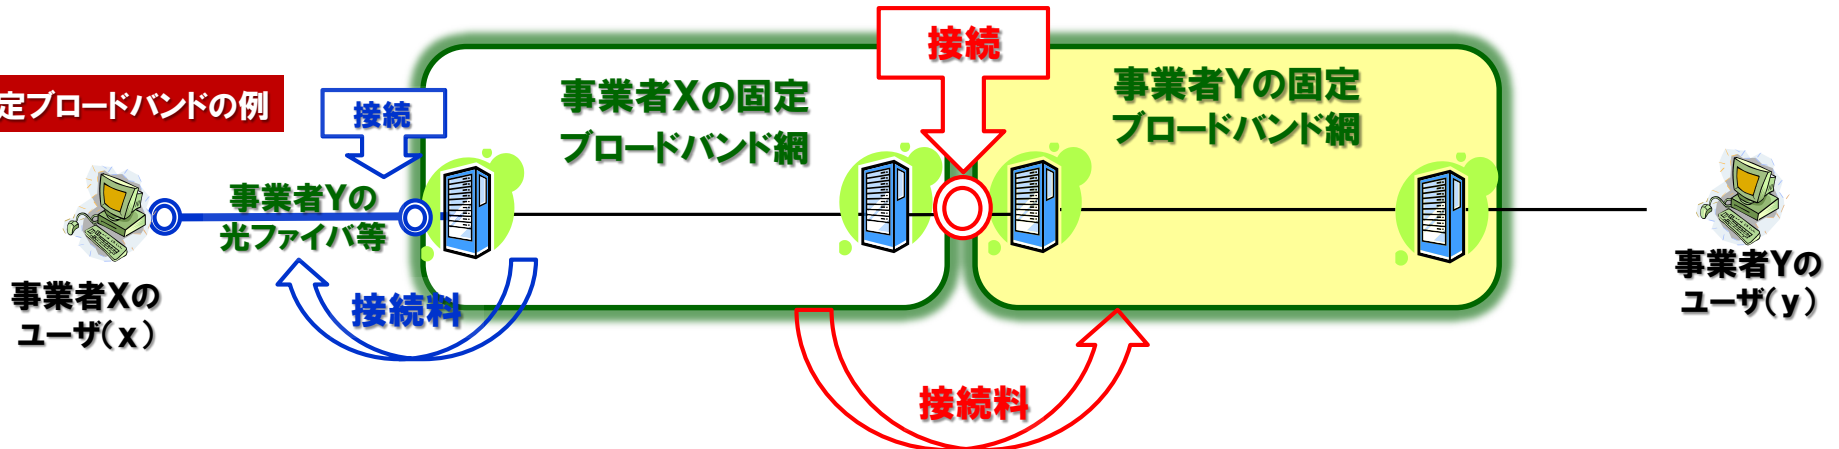 接続
定ブロードバンドの例
接続
事業者Xの固定
ブロードバンド網
事業者Yの固定
ブロードバンド網
事業者Yの
光ファイバ等
事業者Xの
ユーザ(x)
接続料
事業者Yの
ユーザ(y)
接続料